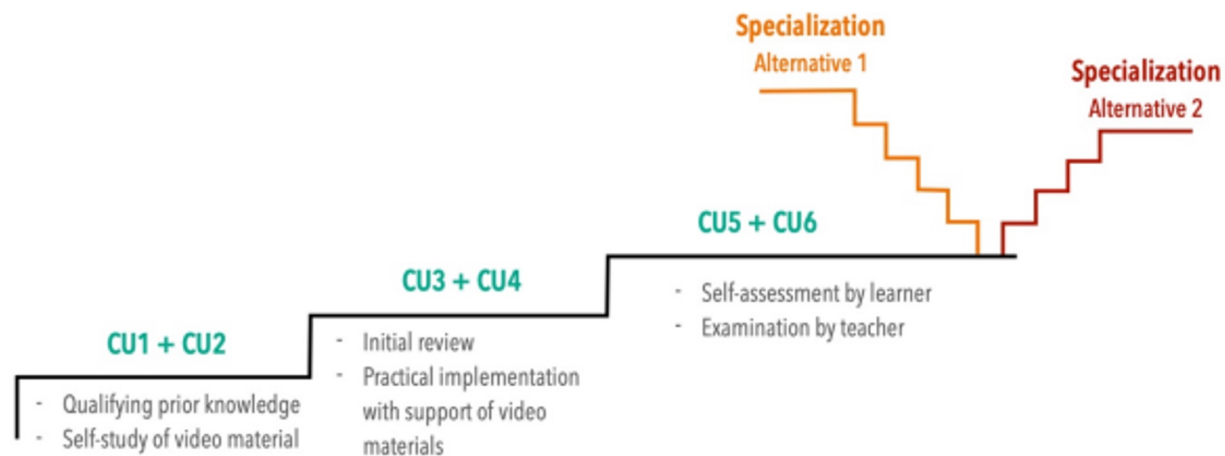 Specialization
Alternative 1
Specialization
Alternative 2
CU5 + CU6
- Self-assessment by learner
- Examination by teacher
CU3 + CU4
- Initial review
- Practical implementation
with support of video
materials
CU1 + CU2
- Qualifying prior knowledge
- Self-study of video material